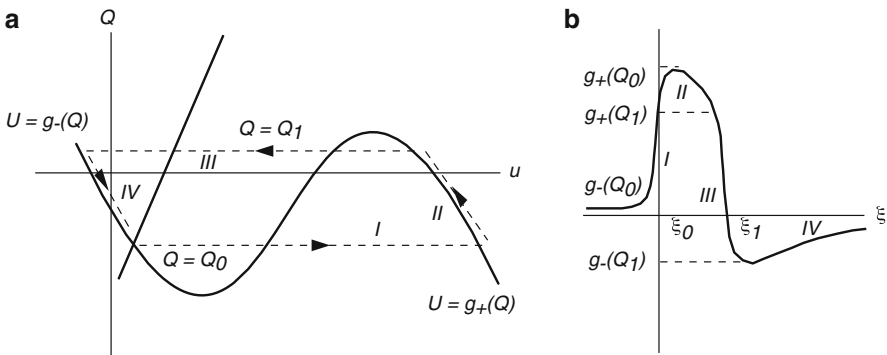 a
Q
U = g-(Q)
Q = Q1
III
u
IV
II
I
Q = Q0
U = g+(Q)
b
g+(Q0)
II
g+(Q1)
I
g-(Q0)
III
ξ
ξ0
ξ1
IV
g-(Q1)